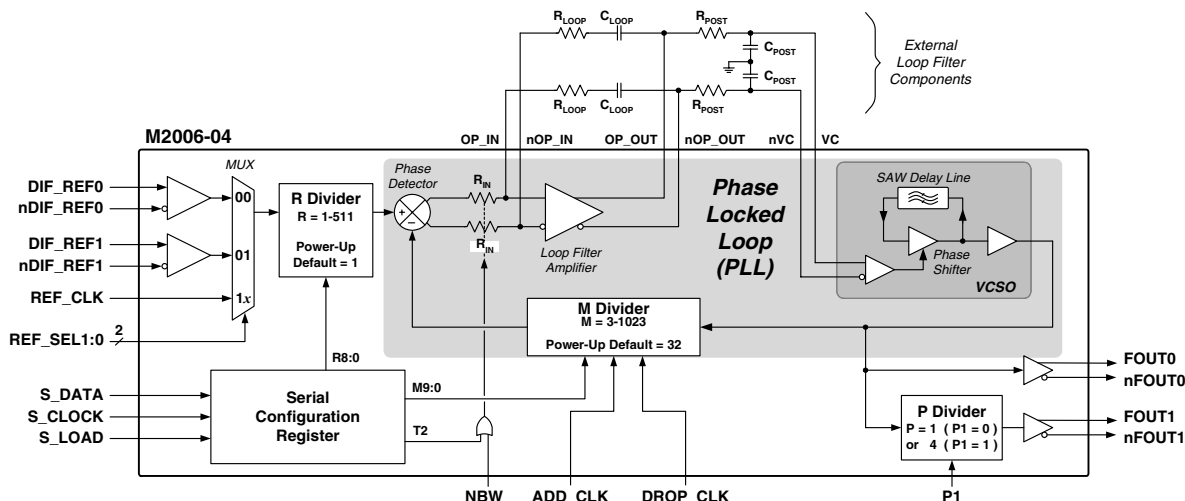 R_LOOP C_LOOP R_POST
C_POST
C_POST
R_LOOP C_LOOP R_POST
External
Loop Filter
Components
M2006-04
OP_IN nOP_IN OP_OUT nOP_OUT nVC VC
MUX
DIF_REF0
nDIF_REF0
DIF_REF1
nDIF_REF1
REF_CLK
REF_SEL1:0
2
00
01
1x
R Divider
R = 1-511
Power-Up
Default = 1
Phase
Detector
+
−
R_IN
R_IN
Loop Filter
Amplifier
Phase
Locked
Loop
(PLL)
SAW Delay Line
Phase
Shifter
VCSO
M Divider
M = 3-1023
Power-Up Default = 32
R8:0
S_DATA
S_CLOCK
S_LOAD
Serial
Configuration
Register
M9:0
T2
FOUT0
nFOUT0
P Divider
P = 1 ( P1 = 0 )
or 4 ( P1 = 1 )
FOUT1
nFOUT1
NBW ADD_CLK DROP_CLK P1